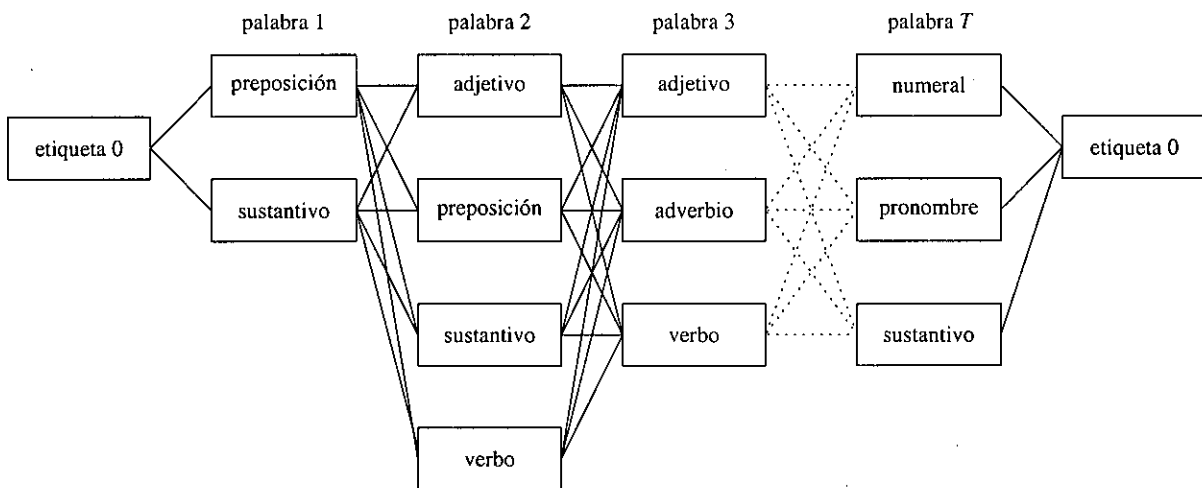 palabra 1 palabra 2 palabra 3 palabra T
preposición adjetivo adjetivo numeral
etiqueta 0 etiqueta 0
sustantivo preposición adverbio pronombre
sustantivo verbo sustantivo
verbo